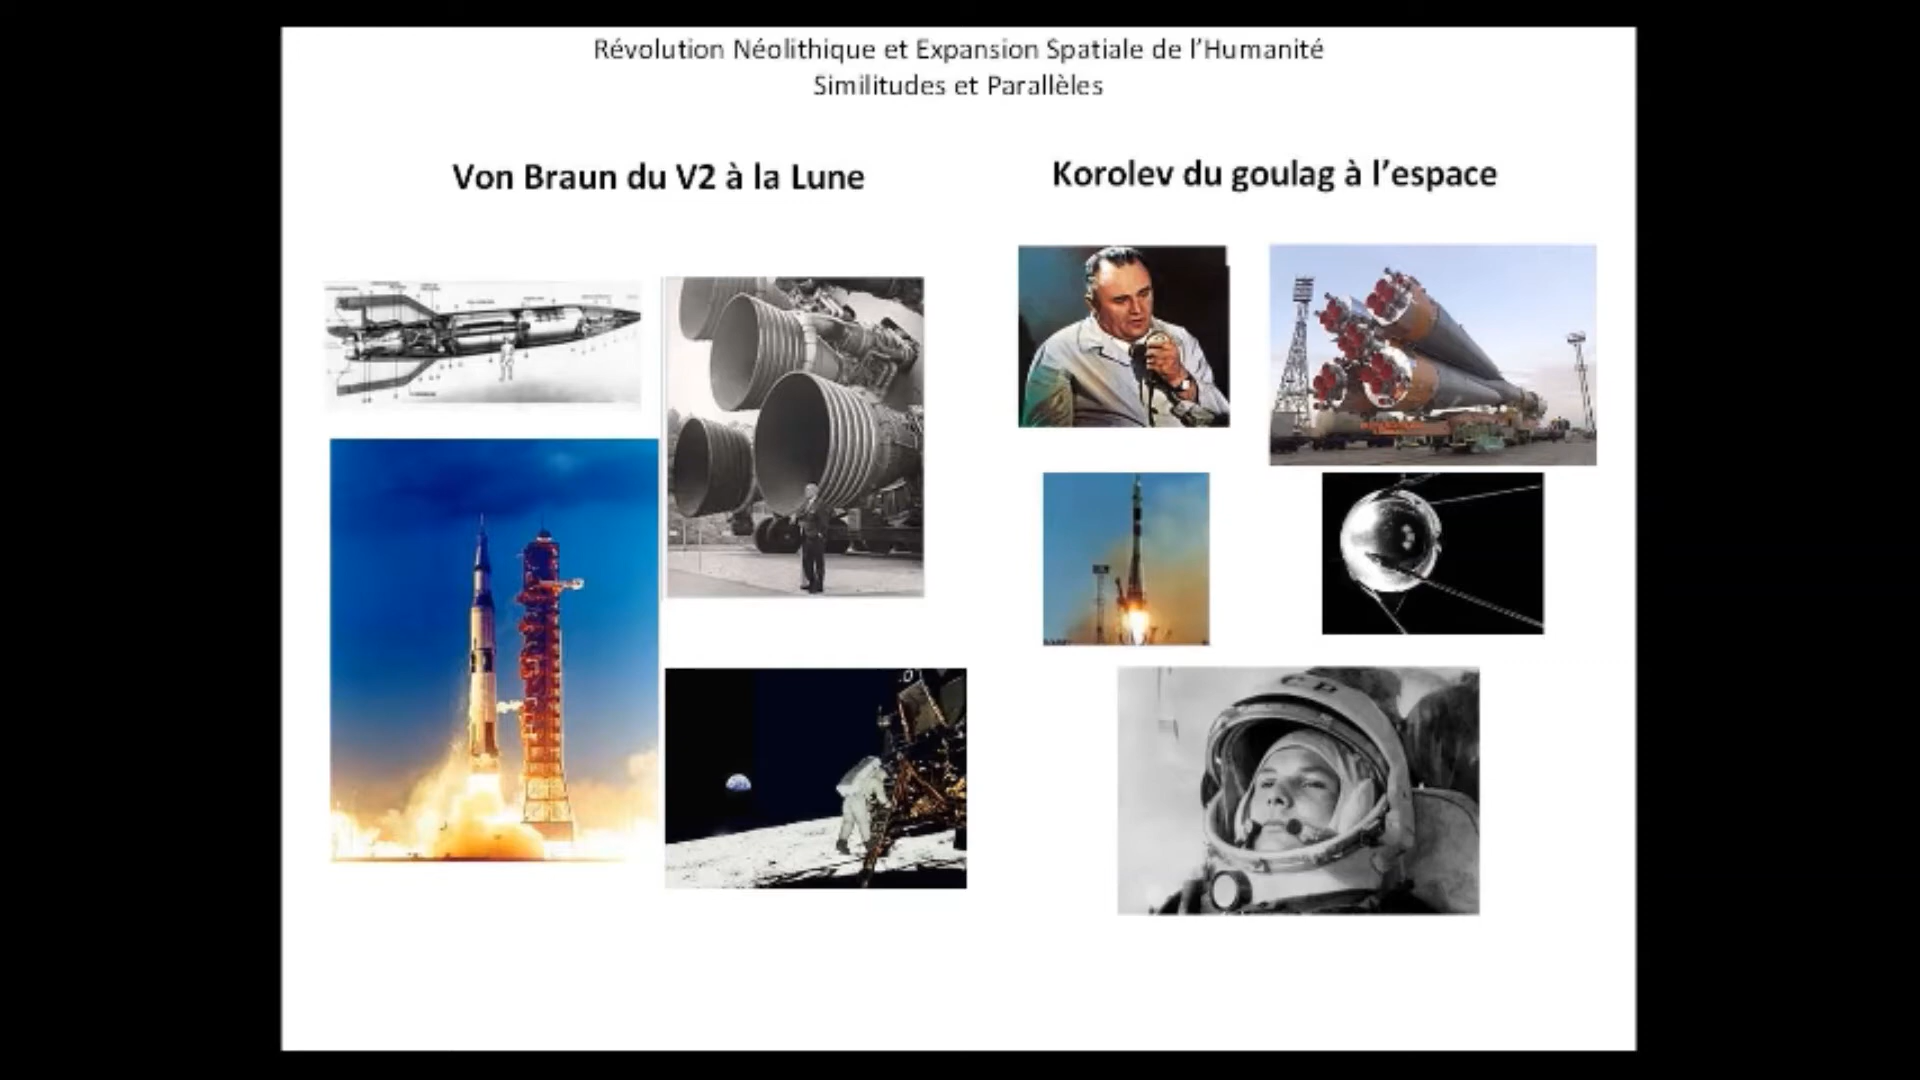 Révolution Néolithique et Expansion Spatiale de l'Humanité
Similitudes et Parallèles
Von Braun du V2 à la Lune
Korolev du goulag à l'espace